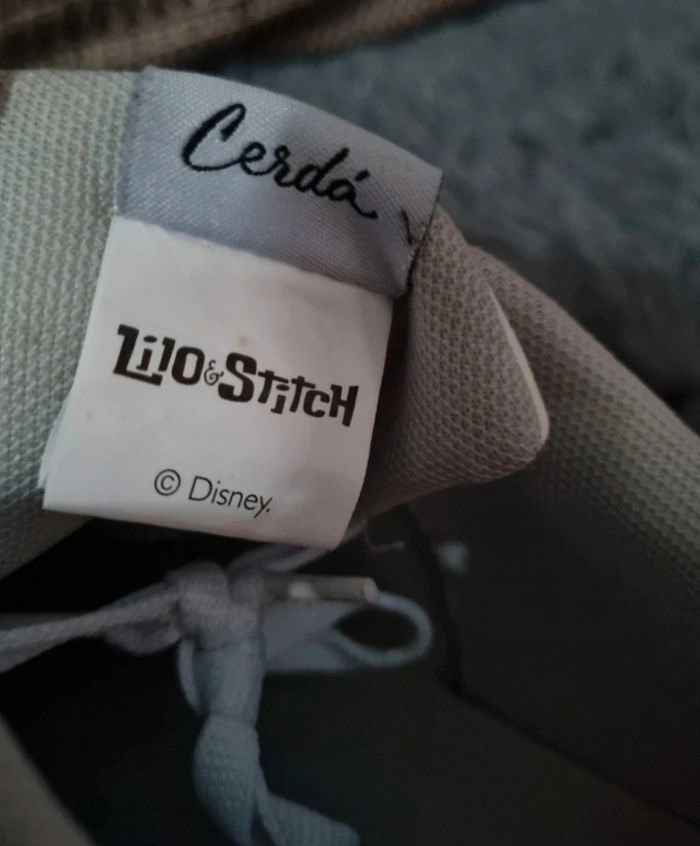 Cerdá
Lilo & Stitch
© Disney.